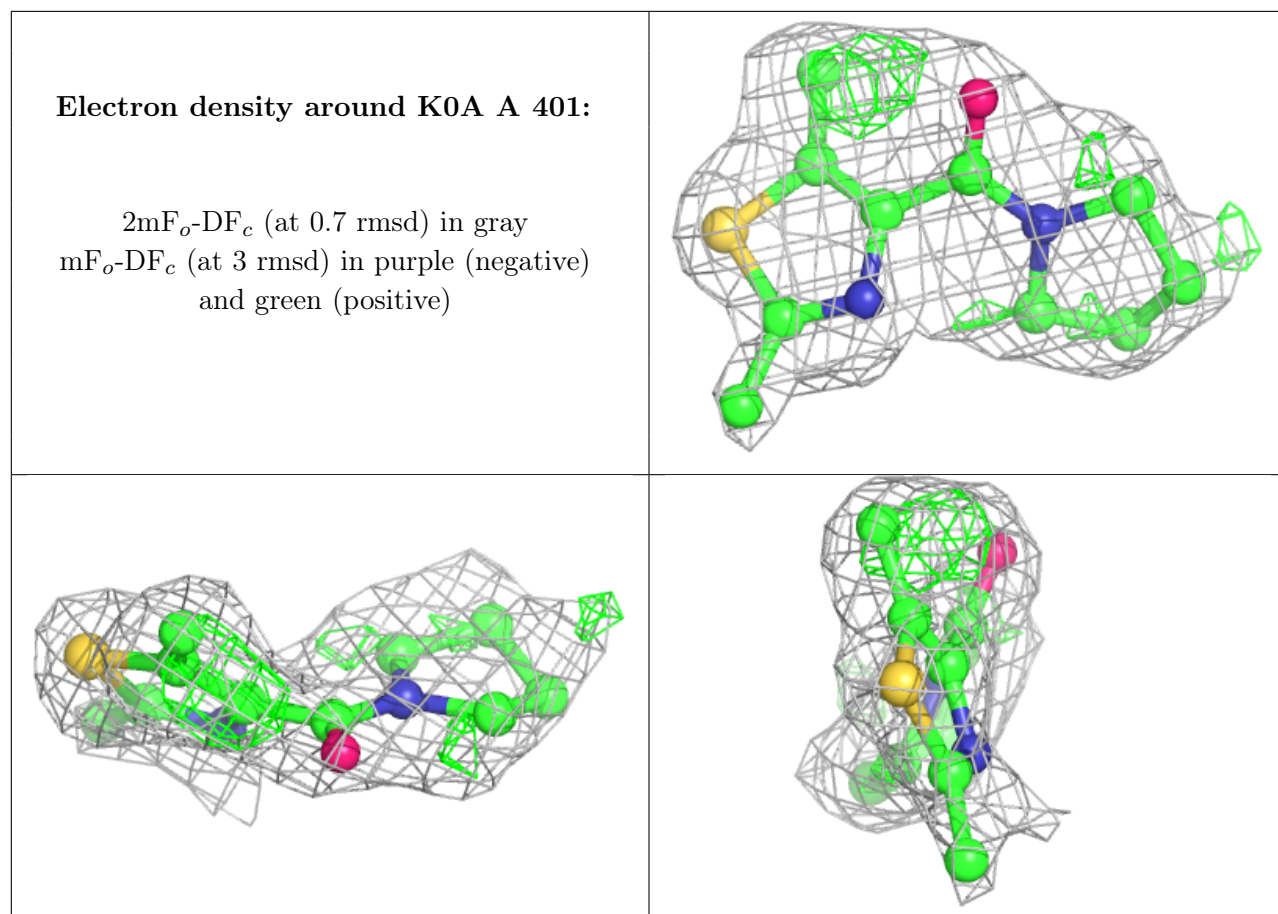 Electron density around K0A A 401:
2mFo-DFc (at 0.7 rmsd) in gray
mFo-DFc (at 3 rmsd) in purple (negative)
and green (positive)